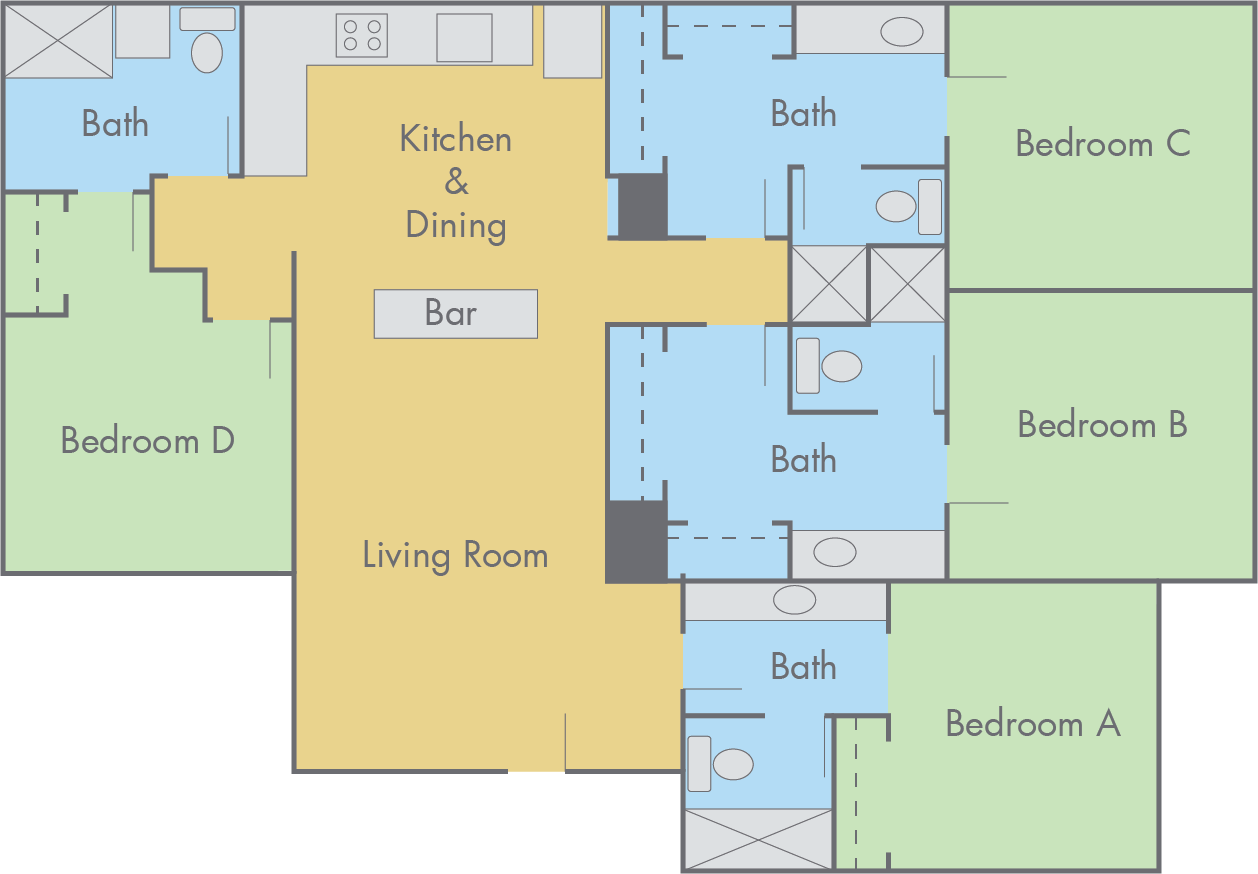 Bath
Kitchen
&
Dining
Bath
Bedroom C
Bar
Bedroom D
Bath
Bedroom B
Living Room
Bath
Bedroom A